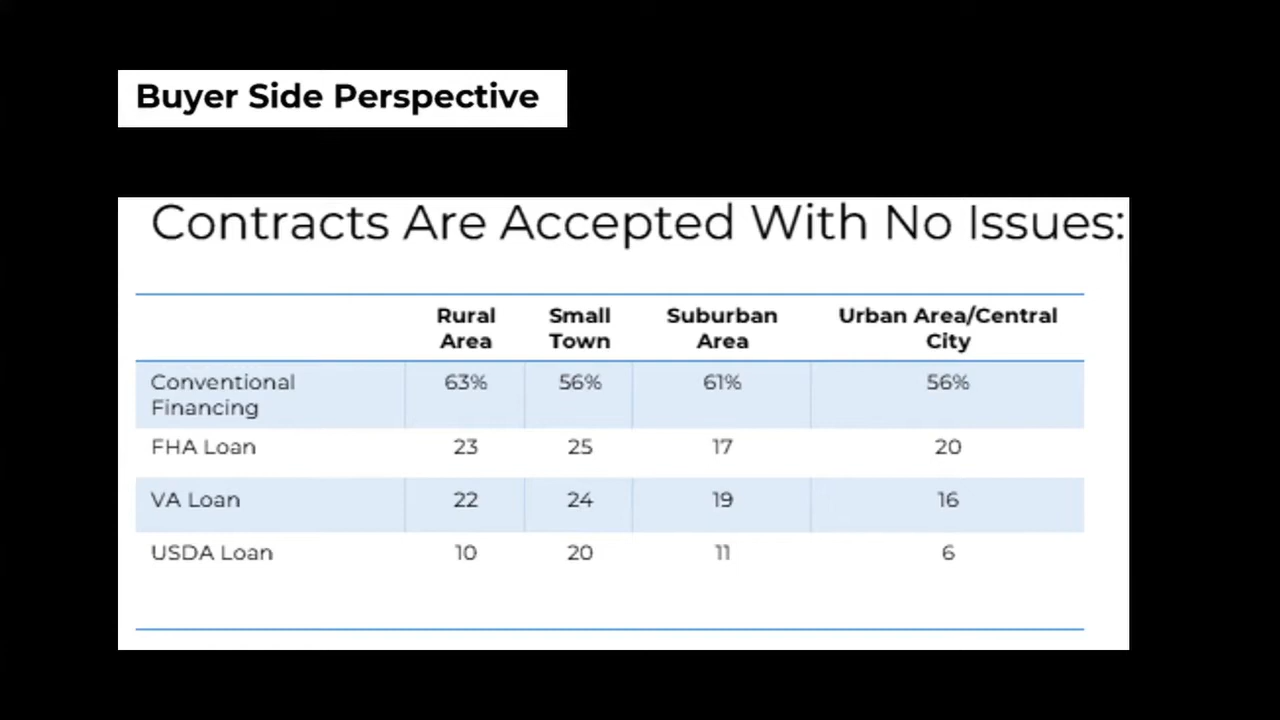 Buyer Side Perspective
Contracts Are Accepted With No Issues:
Rural Area Small Town Suburban Area Urban Area/Central City
Conventional Financing 63% 56% 61% 56%
FHA Loan 23 25 17 20
VA Loan 22 24 19 16
USDA Loan 10 20 11 6